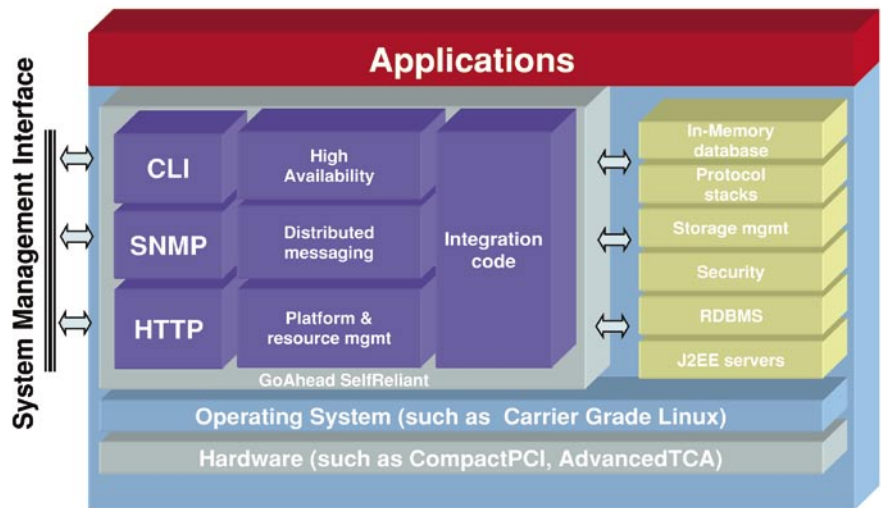 Applications
System Management Interface
CLI
High
Availability
SNMP
Distributed
messaging
HTTP
Platform &
resource mgmt
Integration
code
GoAhead SelfReliant
In-Memory
database
Protocol
stacks
Storage mgmt
Security
RDBMS
J2EE servers
Operating System (such as Carrier Grade Linux)
Hardware (such as CompactPCI, AdvancedTCA)